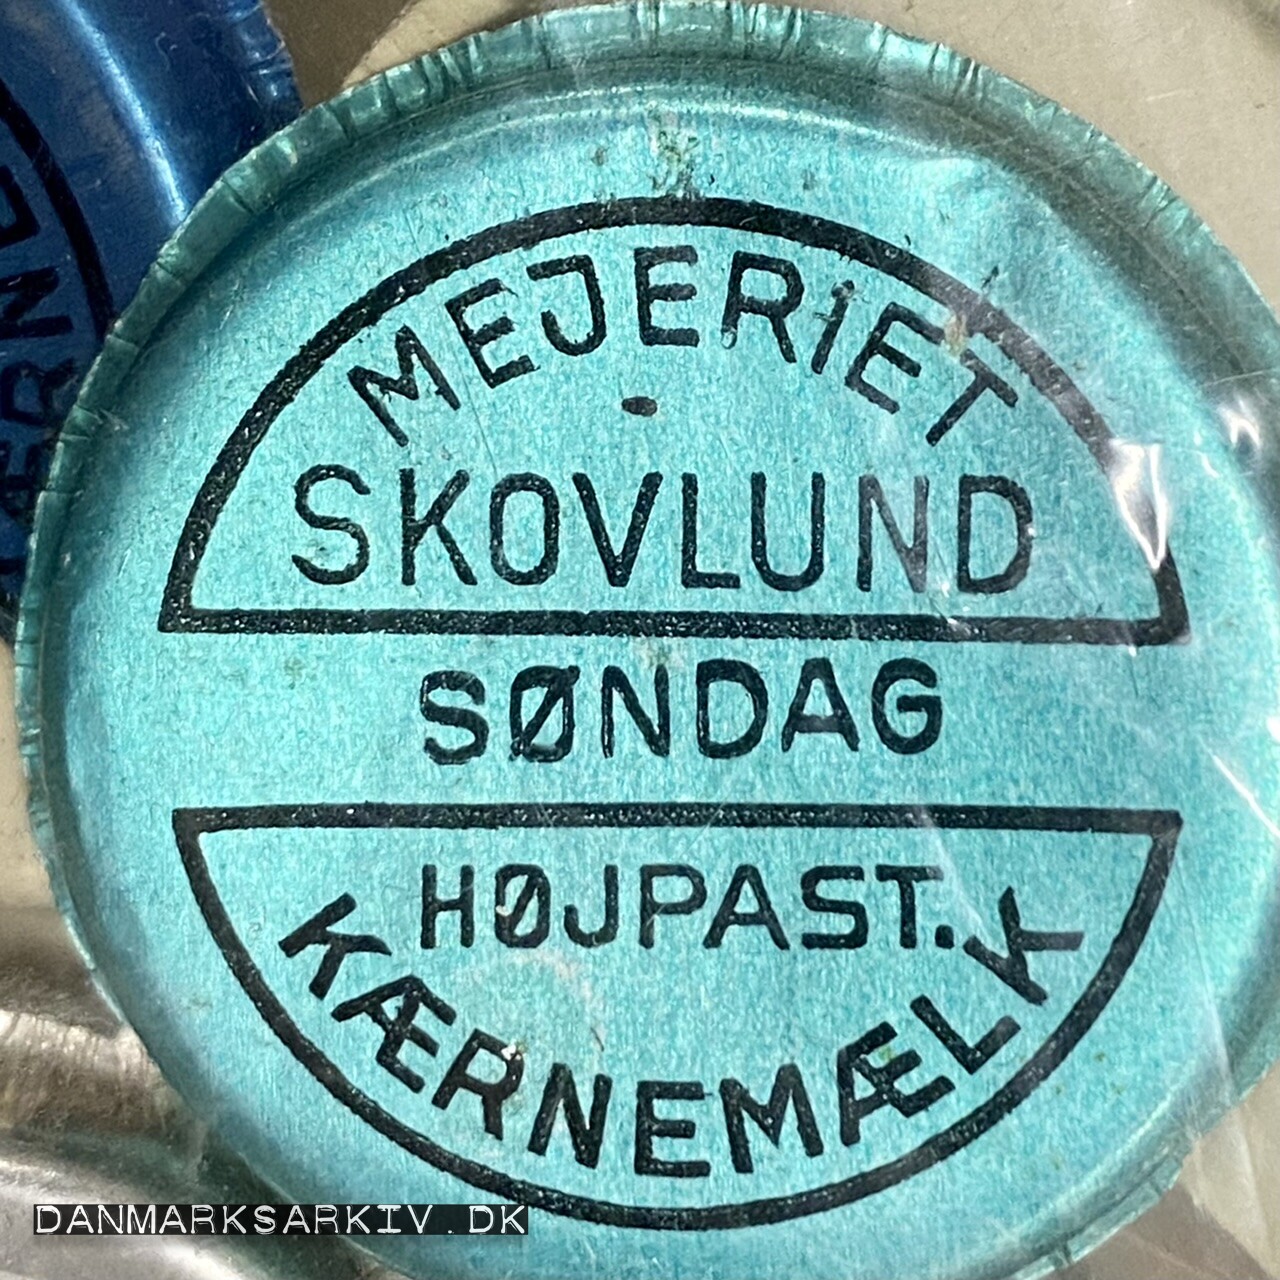 MEJERIET
SKOVLUND
SØNDAG
HØJPAST.
KÆRNEMÆLK
DANMARKSARKIV.DK